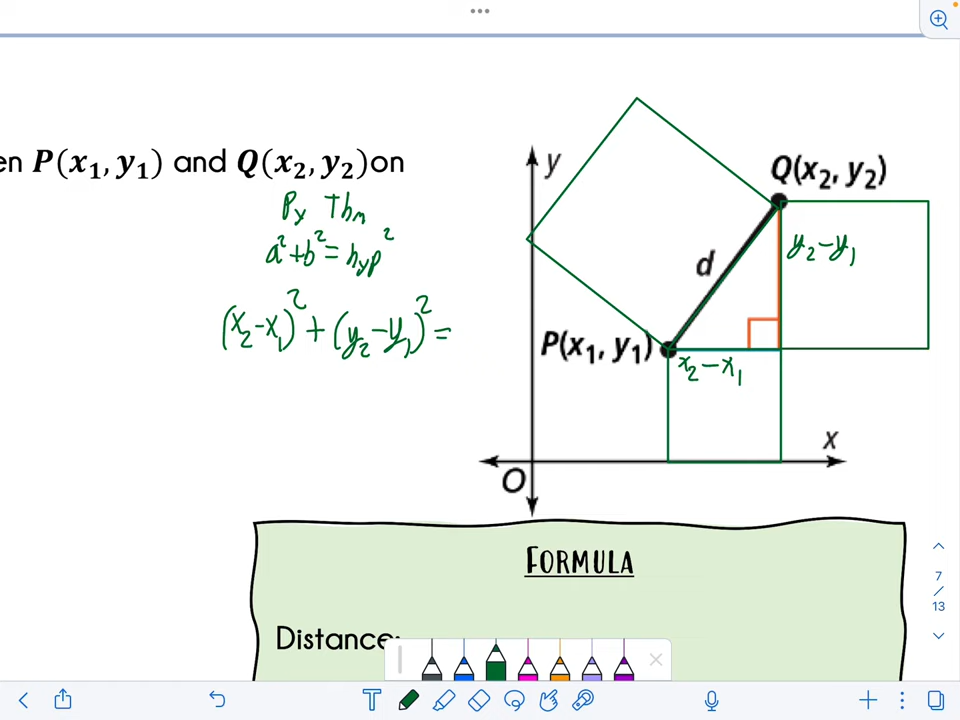 en P(x₁, y₁) and Q(x₂, y₂) on
Py Thm
a² + b² = hyp²
(x₂ - x₁)² + (y₂ - y₁)² =
y
Q(x₂, y₂)
d
y₂ - y₁
P(x₁, y₁)
x₂ - x₁
x
O
FORMULA
Distance:
7
/
13
T